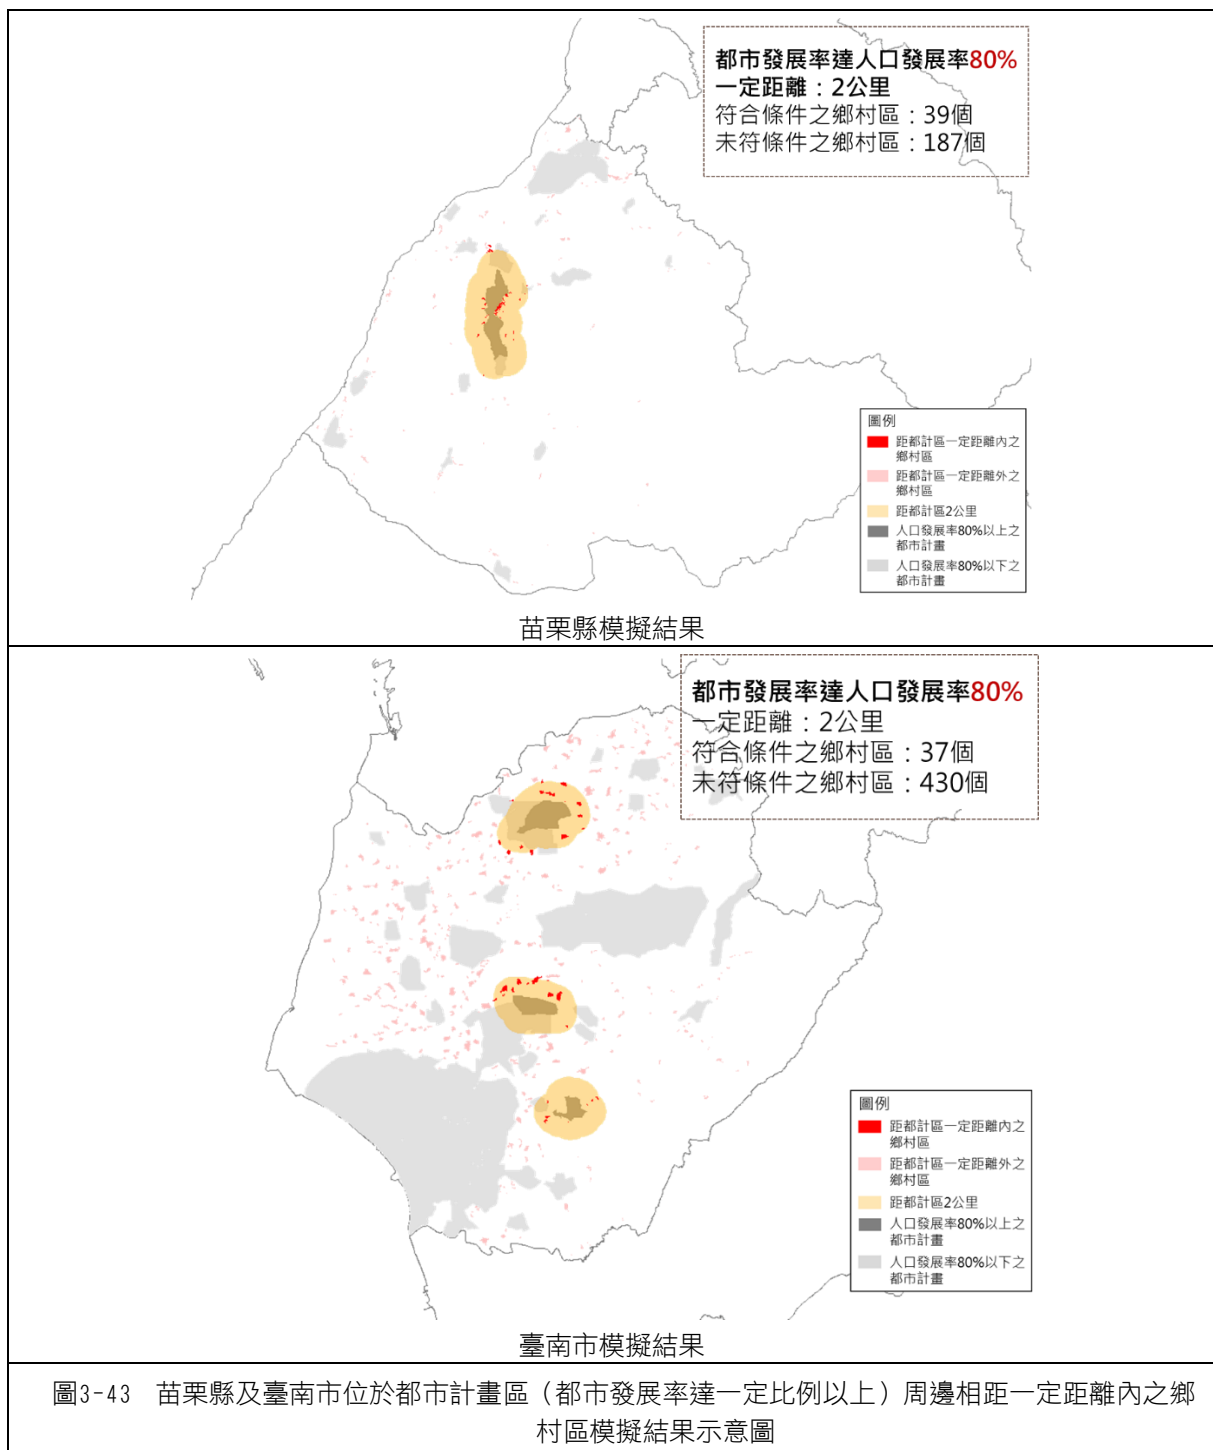 都市發展率達人口發展率80%
一定距離：2公里
符合條件之鄉村區：39個
未符條件之鄉村區：187個
圖例
距都計區一定距離內之
鄉村區
距都計區一定距離外之
鄉村區
距都計區2公里
人口發展率80%以上之
都市計畫
人口發展率80%以下之
都市計畫
苗栗縣模擬結果
都市發展率達人口發展率80%
一定距離：2公里
符合條件之鄉村區：37個
未符條件之鄉村區：430個
圖例
距都計區一定距離內之
鄉村區
距都計區一定距離外之
鄉村區
距都計區2公里
人口發展率80%以上之
都市計畫
人口發展率80%以下之
都市計畫
臺南市模擬結果
圖3-43　苗栗縣及臺南市位於都市計畫區（都市發展率達一定比例以上）周邊相距一定距離內之鄉
村區模擬結果示意圖